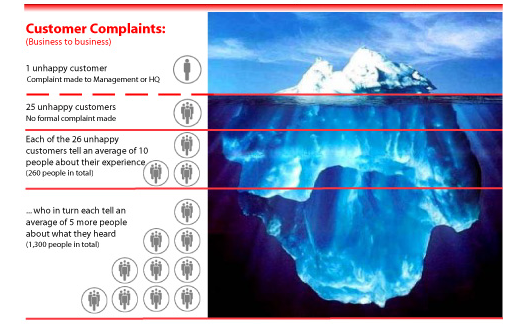 Customer Complaints:
(Business to business)
1 unhappy customer
Complaint made to Management or HQ
25 unhappy customers
No formal complaint made
Each of the 26 unhappy
customers tell an average of 10
people about their experience
(260 people in total)
...who in turn each tell an
average of 5 more people
about what they heard
(1,300 people in total)